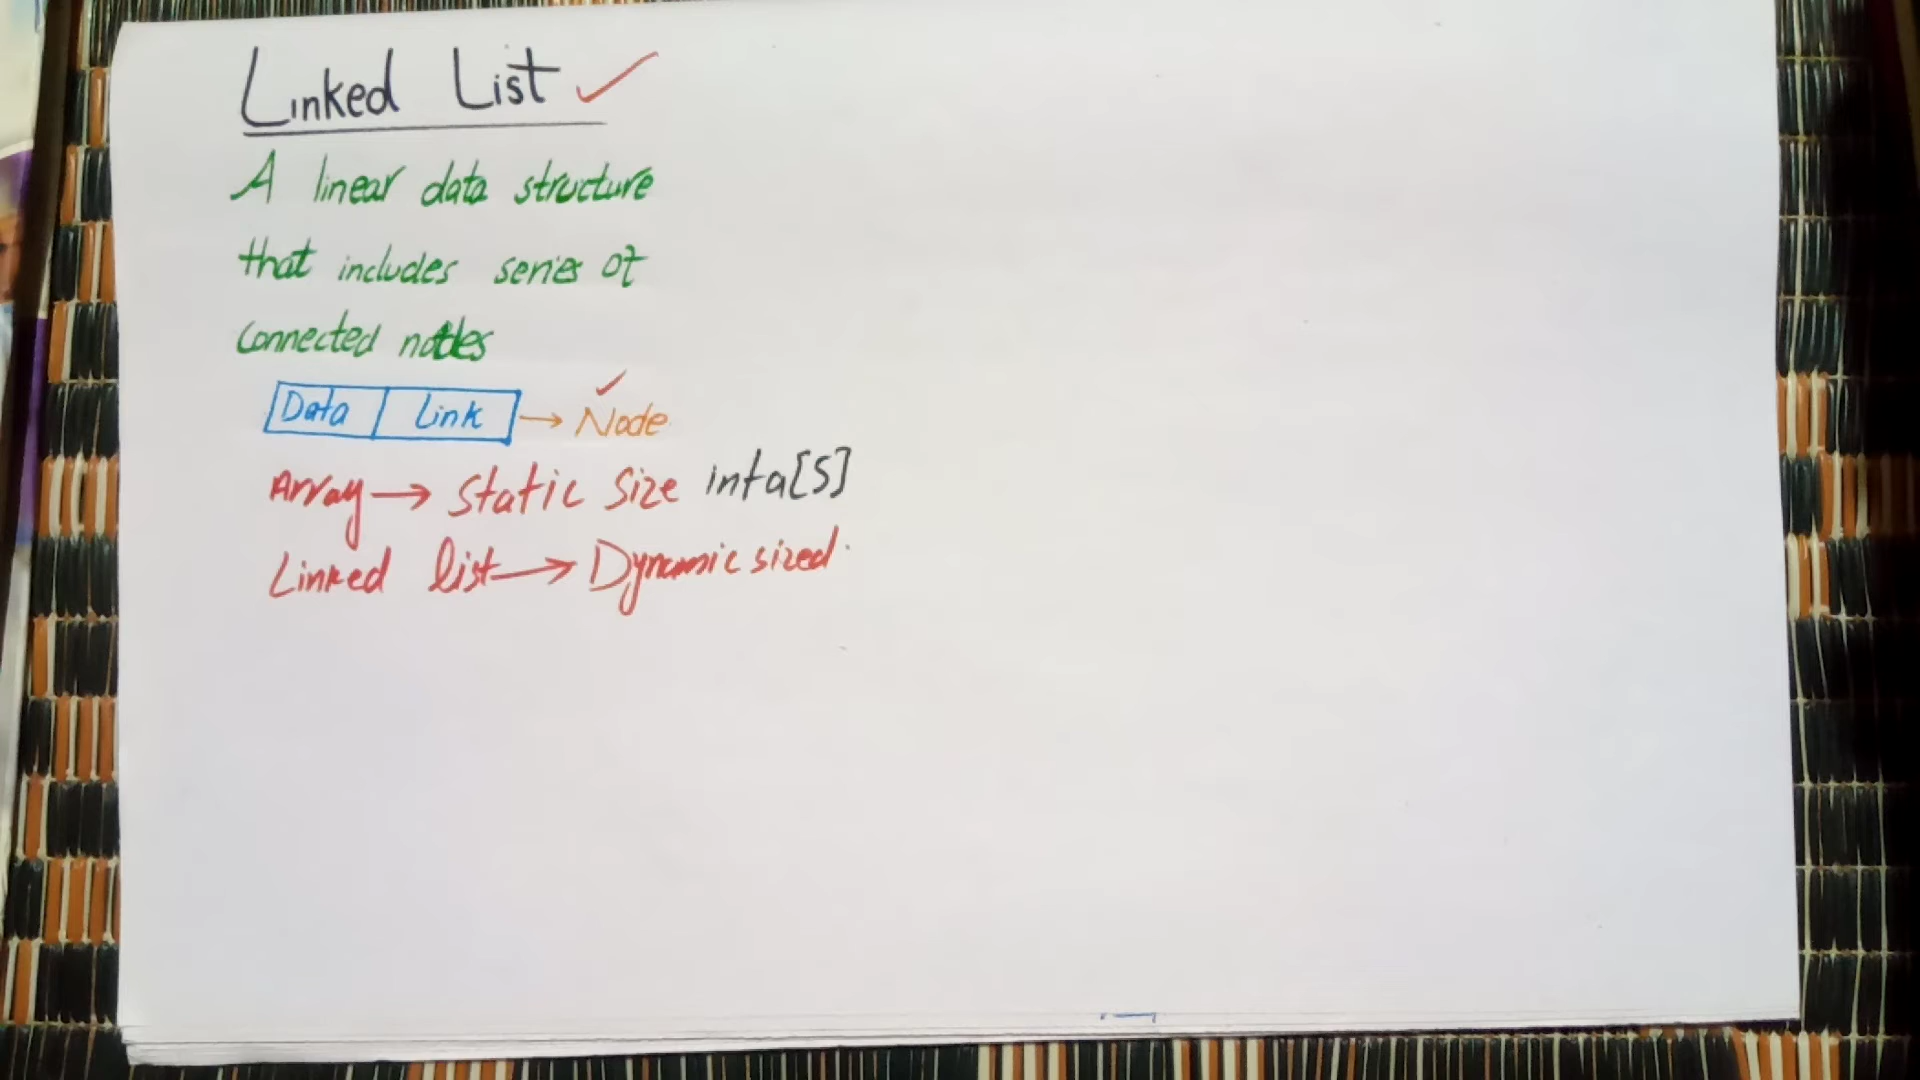 Linked List
A linear data structure
that includes series of
connected nodes
Data Link → Node
Array → Static Size int a[5]
Linked list → Dynamic sized.